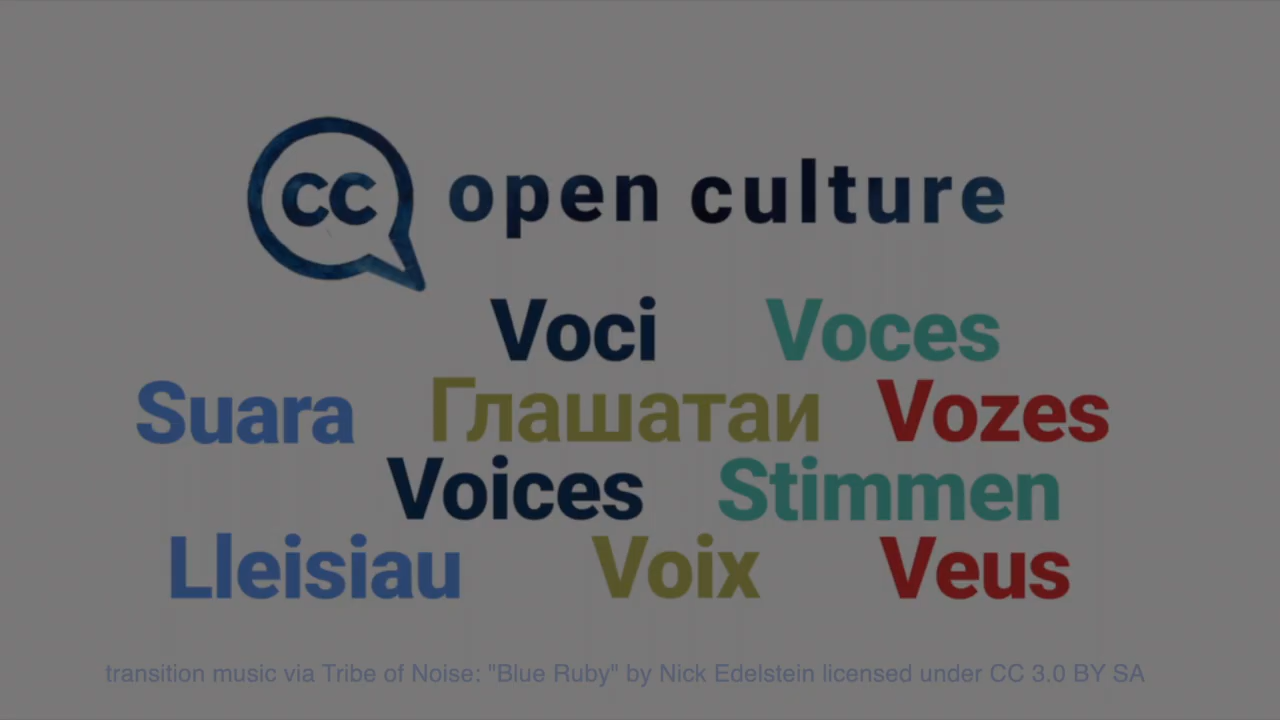 cc open culture
Voci Voces
Suara Глашатаи Vozes
Voices Stimmen
Lleisiau Voix Veus
transition music via Tribe of Noise: "Blue Ruby" by Nick Edelstein licensed under CC 3.0 BY SA